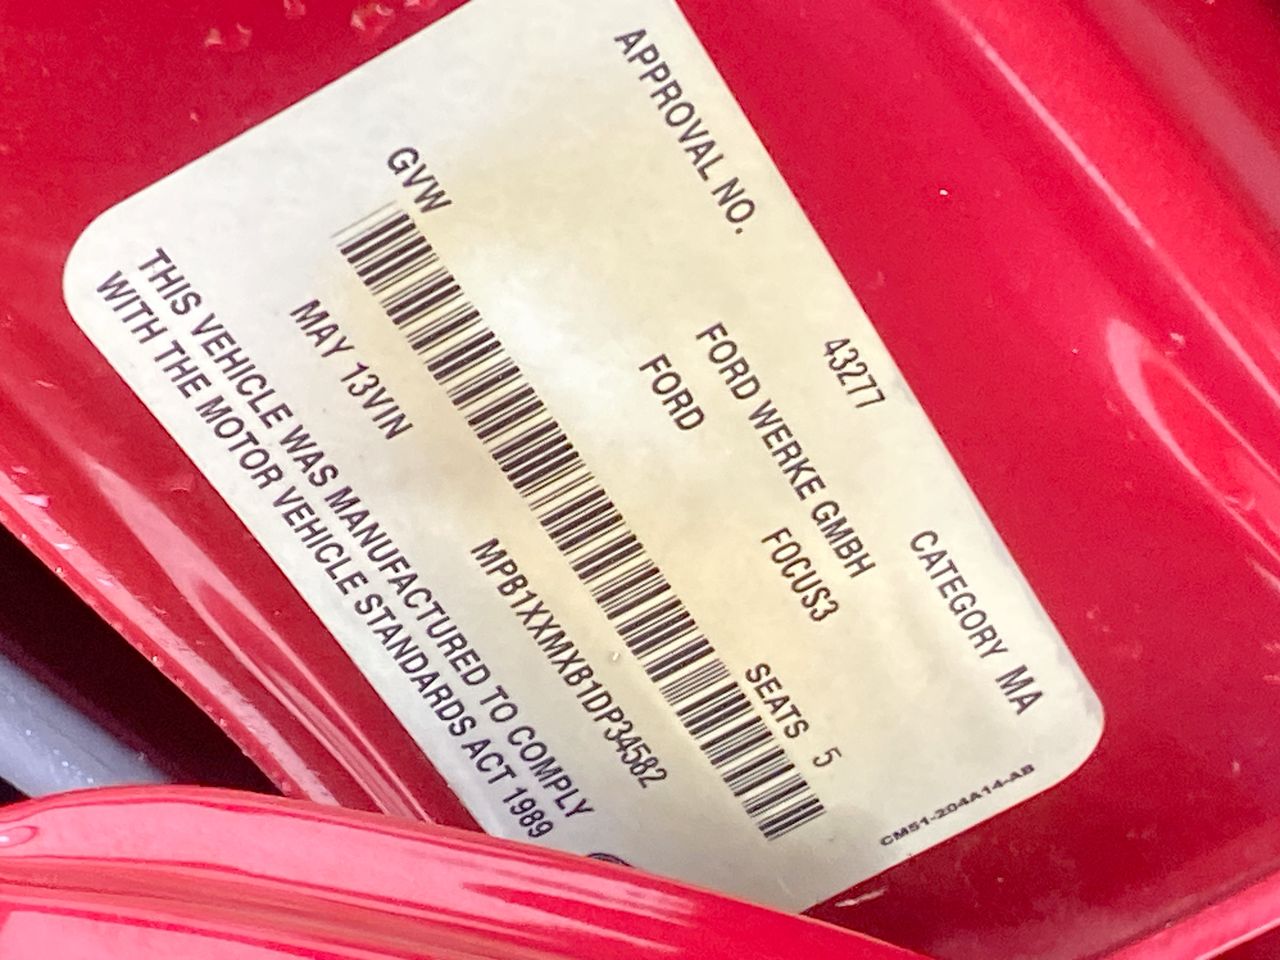 APPROVAL NO. 43277 CATEGORY MA
FORD WERKE GMBH
FORD FOCUS3 SEATS 5
GVW
MAY 13VIN MPB1XXMXB1DP34582
THIS VEHICLE WAS MANUFACTURED TO COMPLY
WITH THE MOTOR VEHICLE STANDARDS ACT 1989
CM51-204A14-AB